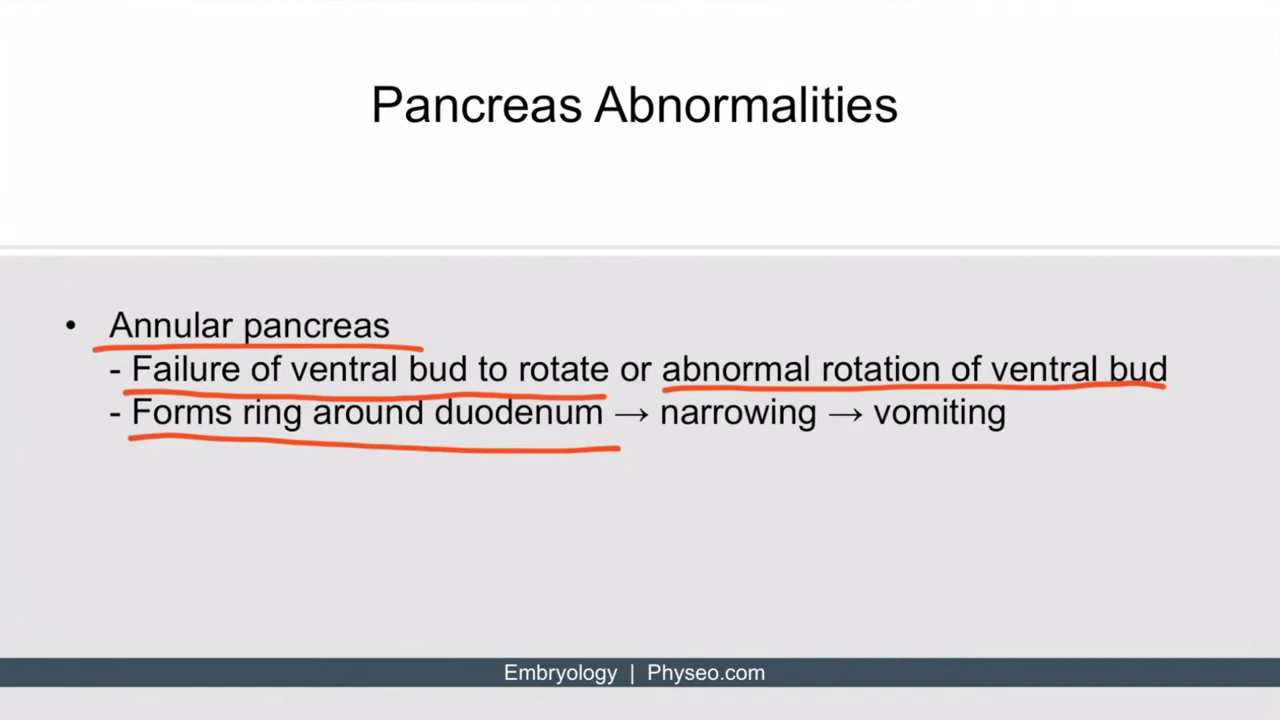 Pancreas Abnormalities
• Annular pancreas
- Failure of ventral bud to rotate or abnormal rotation of ventral bud
- Forms ring around duodenum → narrowing → vomiting
Embryology | Physeo.com